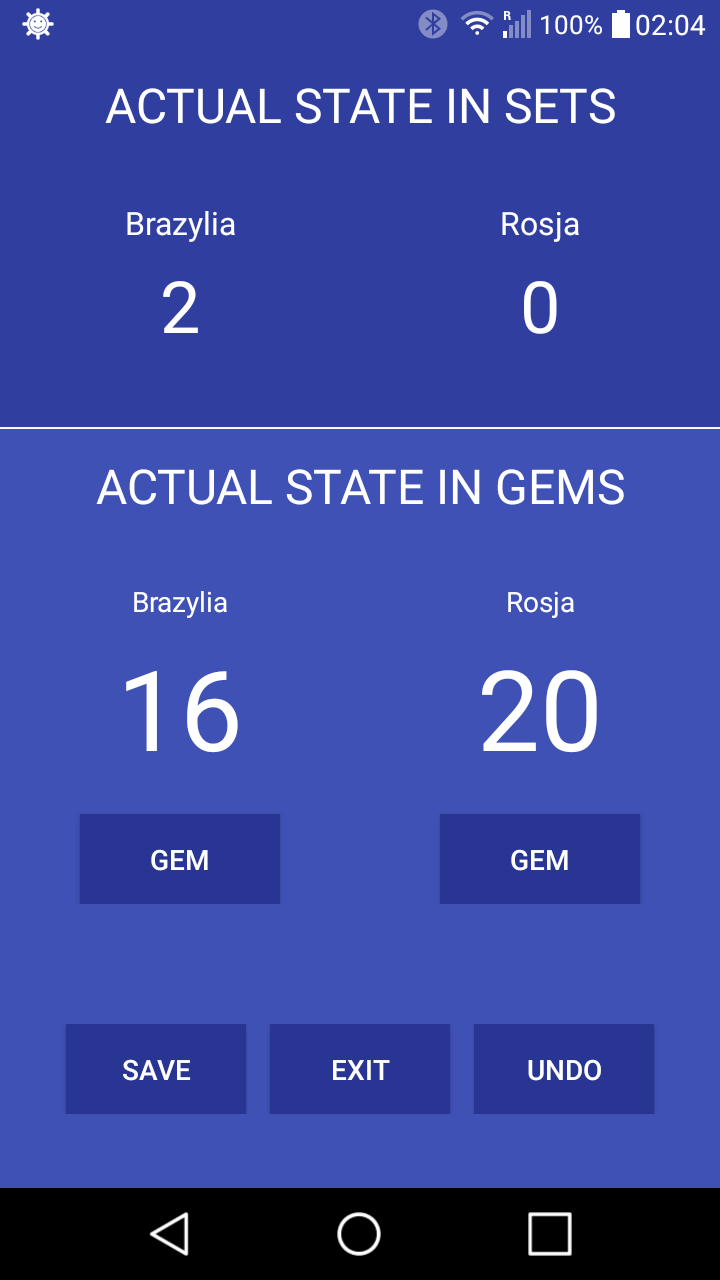 R 100% 02:04
ACTUAL STATE IN SETS
Brazylia Rosja
2 0
ACTUAL STATE IN GEMS
Brazylia Rosja
16 20
GEM GEM
SAVE EXIT UNDO